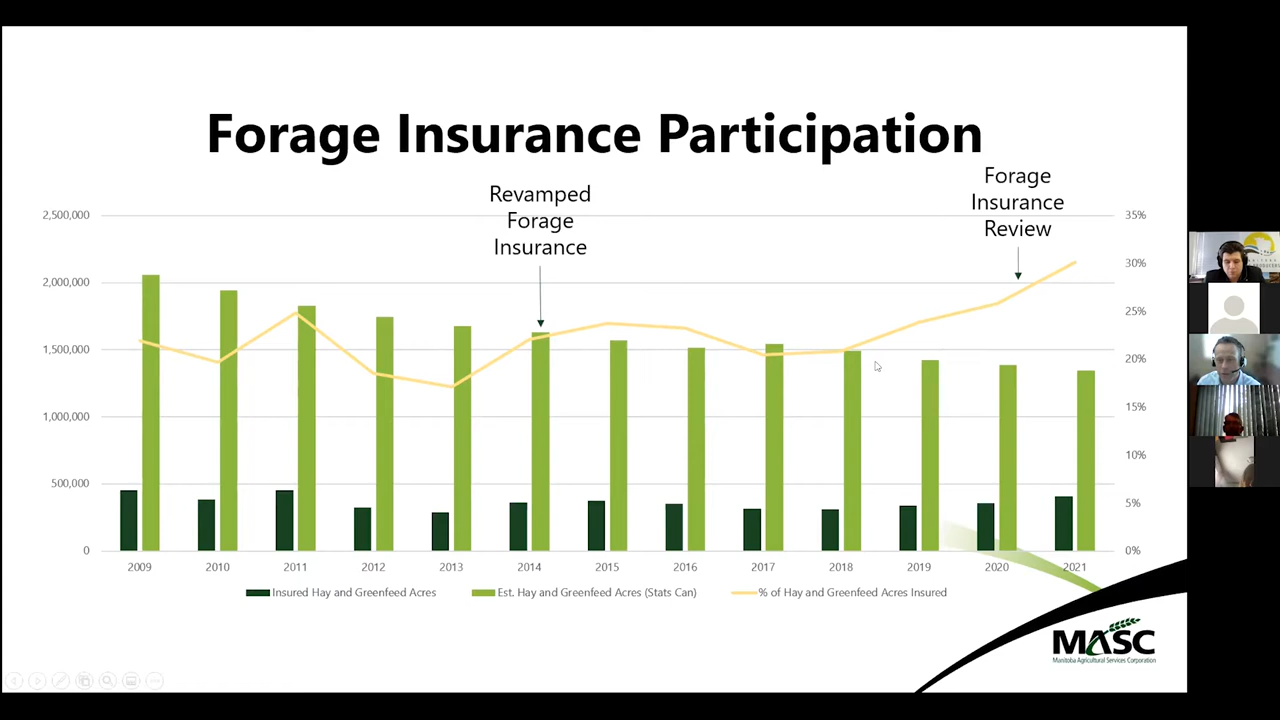 Forage Insurance Participation
Revamped
Forage
Insurance
Forage
Insurance
Review
2,500,000
2,000,000
1,500,000
1,000,000
500,000
0
35%
30%
25%
20%
15%
10%
5%
0%
2009 2010 2011 2012 2013 2014 2015 2016 2017 2018 2019 2020 2021
Insured Hay and Greenfeed Acres Est. Hay and Greenfeed Acres (Stats Can) % of Hay and Greenfeed Acres Insured
MASC
Manitoba Agricultural Services Corporation